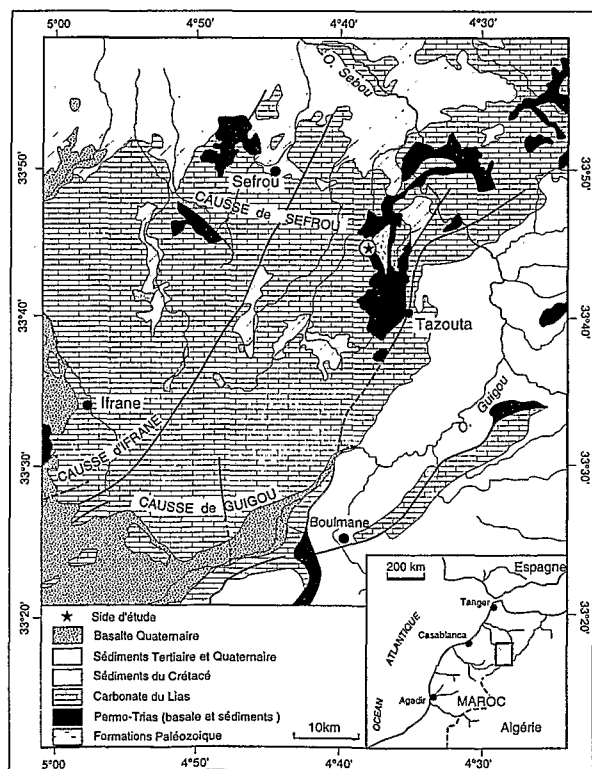 5°00 4°50 4°40 4°30
O. Sebou
33°50 33°50
Sefrou
CAUSSE de SEFROU
33°40 33°40
Tazouta
Ifrane
Guigou
CAUSSE d'IFRANE
33°30 33°30
CAUSSE de GUIGOU
Boulmane
33°20 33°20
Side d'étude
Basalte Quaternaire
Sédiments Tertiaire et Quaternaire
Sédiments du Crétacé
Carbonate du Lias
Permo-Trias (basale et sédiments )
Formations Paléozoique
10km
200 km
Espagne
Tanger
ATLANTIQUE
Casablanca
OCEAN
Agadir
MAROC
Algérie
5°00 4°50 4°40 4°30